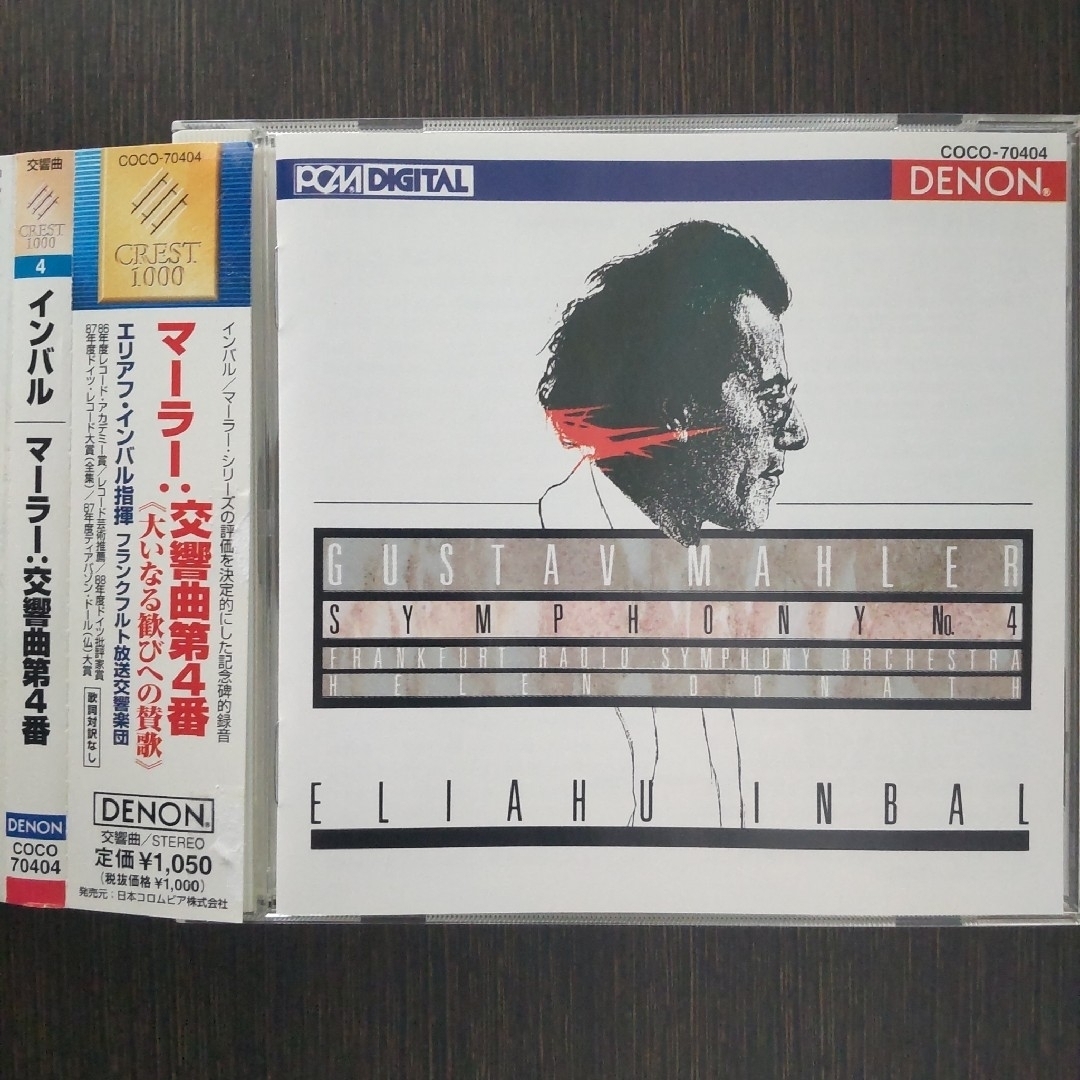 交響曲
CREST
1000
4
インバル
マーラー:交響曲第4番
DENON
COCO
70404
COCO-70404
CREST
1000
インバル/マーラー・シリーズの評価を決定的にした記念碑的録音
マーラー:交響曲第4番
《大いなる歓びへの賛歌》
エリアフ・インバル指揮 フランクフルト放送交響楽団
86年度レコード・アカデミー賞/レコード芸術推薦/88年度ドイツ批評家賞
87年度ドイツ・レコード大賞(全集)/87年度ディアパソン・ドール(仏)大賞
歌詞対訳なし
DENON
交響曲/STEREO
定価¥1,050
(税抜価格¥1,000)
発売元:日本コロムビア株式会社
COCO-70404
PCM DIGITAL
DENON
GUSTAV MAHLER
SYMPHONY No. 4
FRANKFURT RADIO SYMPHONY ORCHESTRA
HELEN DONATH
ELIAHU INBAL